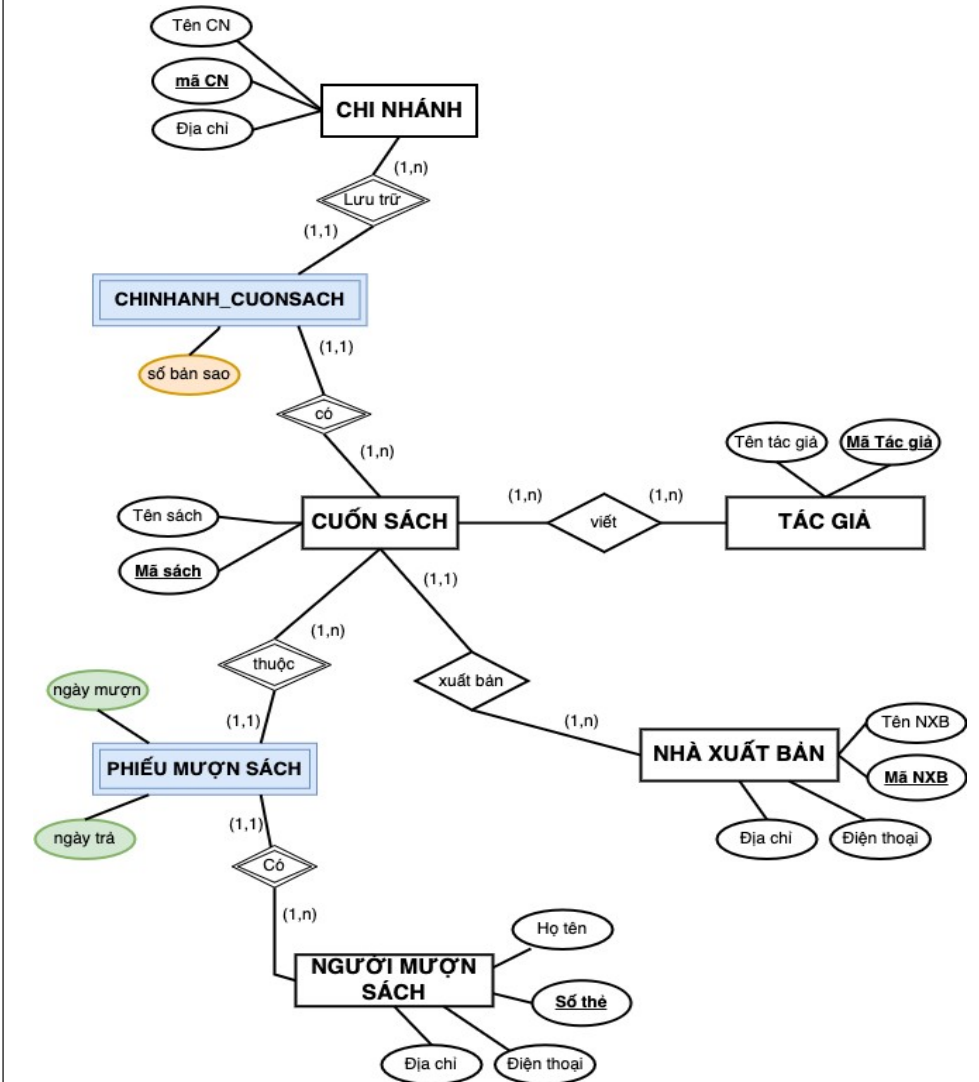 Tên CN
mã CN
Địa chỉ
CHI NHÁNH
(1,n)
Lưu trữ
(1,1)
CHINHANH_CUONSACH
số bản sao
(1,1)
có
(1,n)
Tên sách
Mã sách
CUỐN SÁCH
(1,n)
viết
(1,n)
Tên tác giả
Mã Tác giả
TÁC GIẢ
(1,n)
thuộc
(1,1)
(1,1)
xuất bản
(1,n)
ngày mượn
PHIẾU MƯỢN SÁCH
ngày trả
NHÀ XUẤT BẢN
Tên NXB
Mã NXB
Địa chỉ
Điện thoại
(1,1)
Có
(1,n)
NGƯỜI MƯỢN
SÁCH
Họ tên
Số thẻ
Địa chỉ
Điện thoại